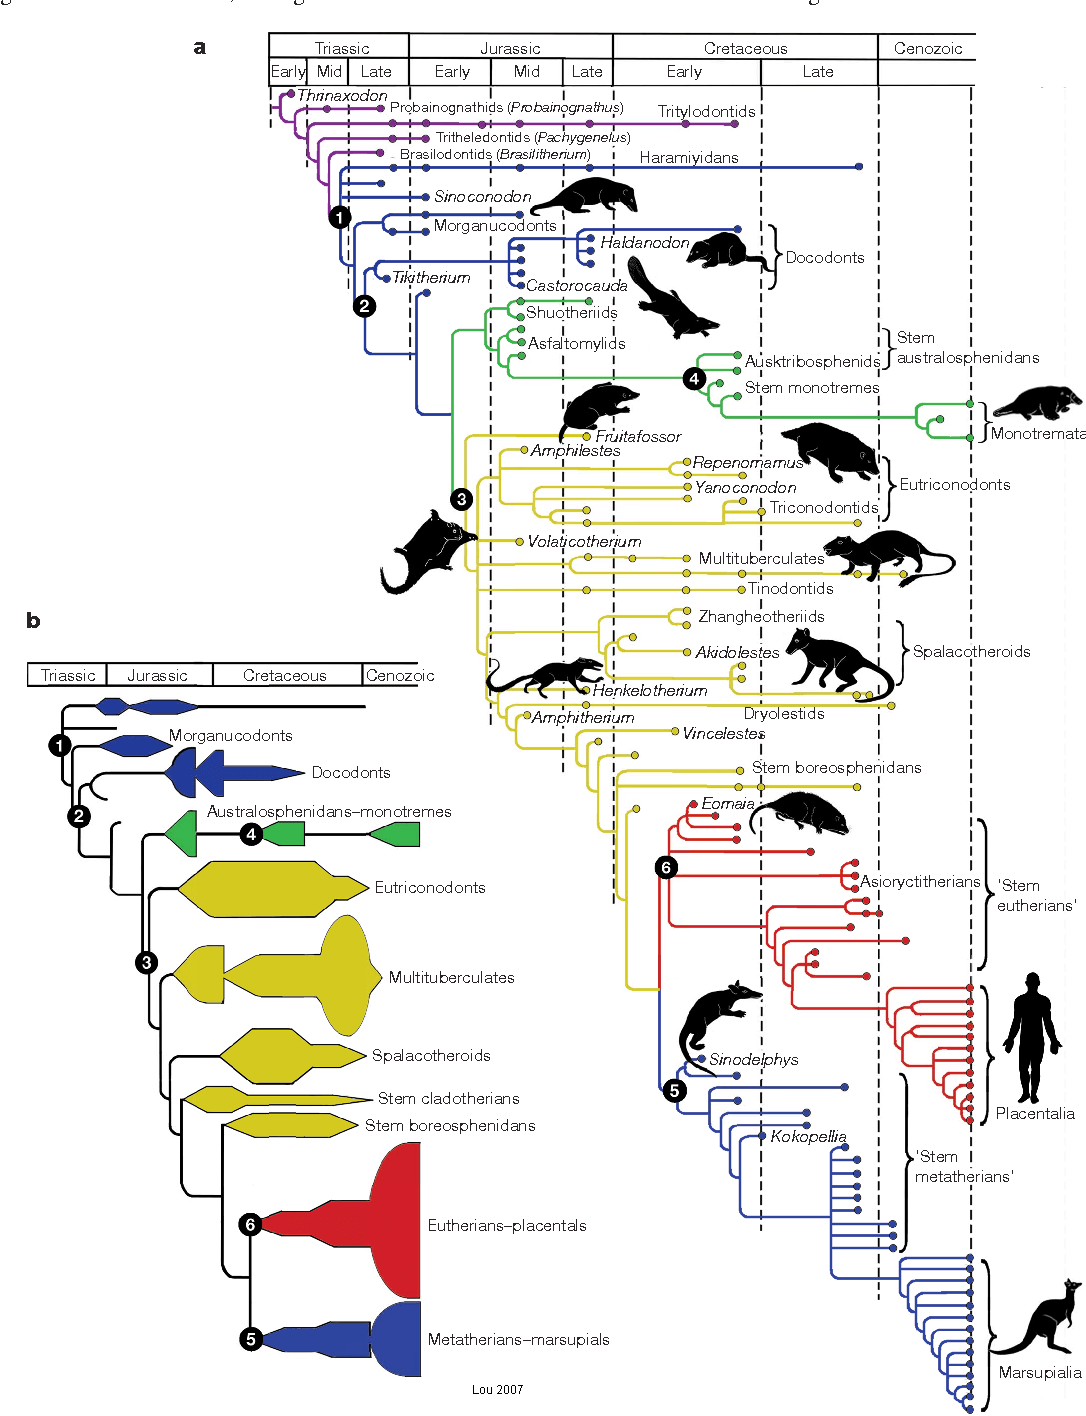 a
Triassic Jurassic Cretaceous Cenozoic
Early Mid Late Early Mid Late Early Late
Thrinaxodon
Probainognathids (Probainognathus)
Tritylodontids
Tritheledontids (Pachygenelus)
Brasilodontids (Brasilitherium)
Haramiyidans
Sinoconodon
1
Morganucodonts
Haldanodon
Docodonts
Tikitherium
Castorocauda
2
Shuotheriids
Stem
australosphenidans
Asfaltomylids
Ausktribosphenids
4
Stem monotremes
Monotremata
Fruitafossor
Amphilestes
Repenomamus
Yanoconodon
Eutriconodonts
3
Triconodontids
Volaticotherium
Multituberculates
Tinodontids
Zhangheotheriids
Akidolestes
Spalacotheroids
Henkelotherium
Dryolestids
Amphitherium
Vincelestes
Stem boreosphenidans
Eomaia
6
Asioryctitherians
'Stem
eutherians'
Sinodelphys
5
Placentalia
Kokopellia
'Stem
metatherians'
Marsupialia
b
Triassic Jurassic Cretaceous Cenozoic
1
Morganucodonts
Docodonts
2
Australosphenidans–monotremes
4
Eutriconodonts
3
Multituberculates
Spalacotheroids
Stem cladotherians
Stem boreosphenidans
6
Eutherians–placentals
5
Metatherians–marsupials
Lou 2007